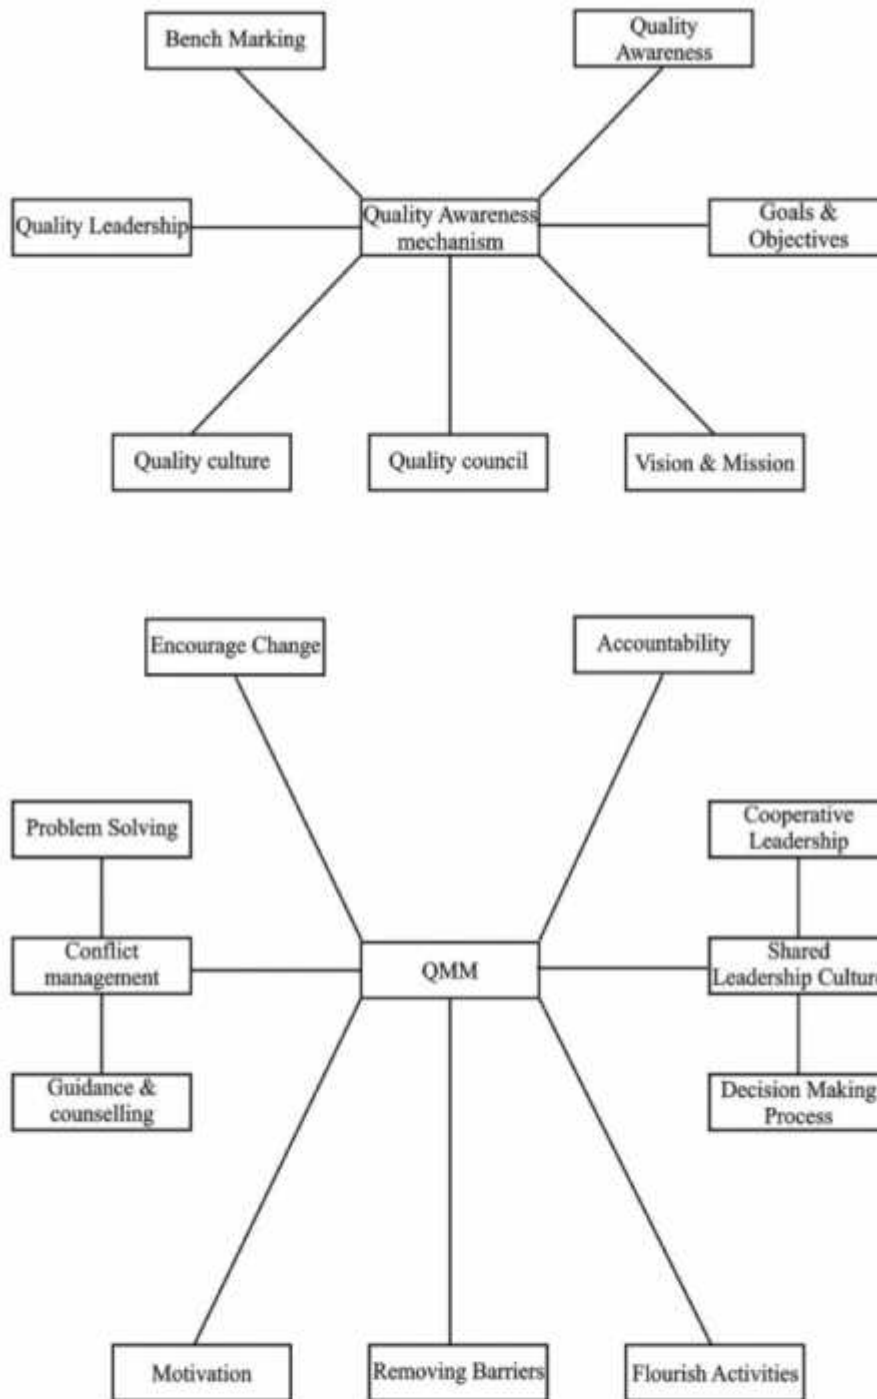 Bench Marking
Quality
Awareness
Quality Leadership
Quality Awareness
mechanism
Goals &
Objectives
Quality culture
Quality council
Vision & Mission
Encourage Change
Accountability
Problem Solving
Cooperative
Leadership
Conflict
management
QMM
Shared
Leadership Culture
Guidance &
counselling
Decision Making
Process
Motivation
Removing Barriers
Flourish Activities